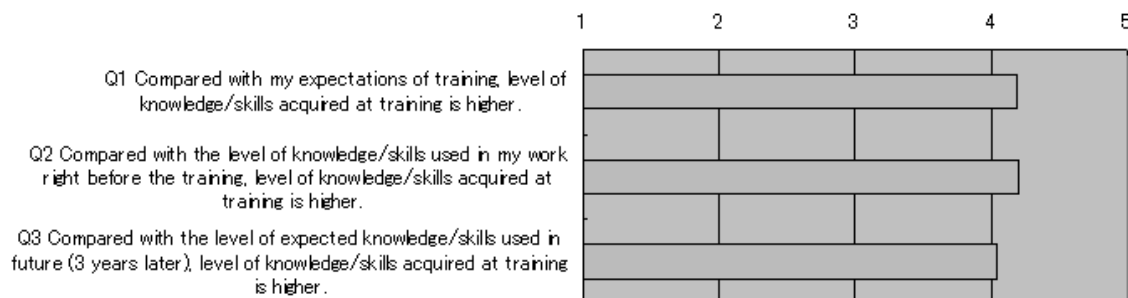 1 2 3 4 5
Q1 Compared with my expectations of training, level of
knowledge/skills acquired at training is higher.
Q2 Compared with the level of knowledge/skills used in my work
right before the training, level of knowledge/skills acquired at
training is higher.
Q3 Compared with the level of expected knowledge/skills used in
future (3 years later), level of knowledge/skills acquired at training
is higher.